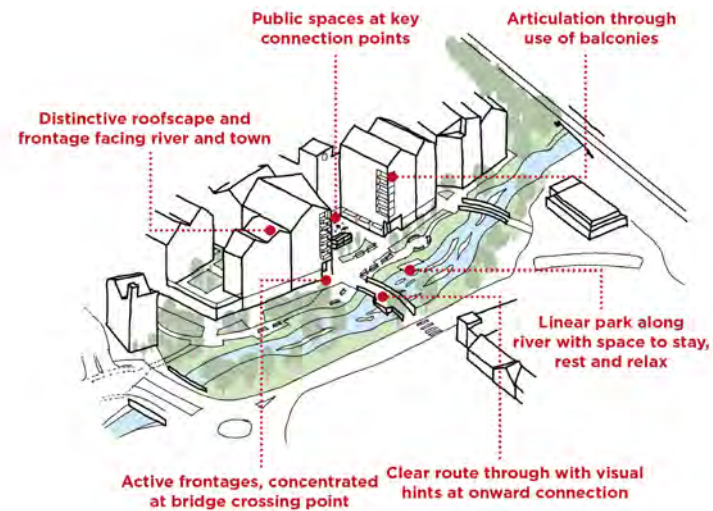 Public spaces at key
connection points
Articulation through
use of balconies
Distinctive roofscape and
frontage facing river and town
Linear park along
river with space to stay,
rest and relax
Active frontages, concentrated
at bridge crossing point
Clear route through with visual
hints at onward connection